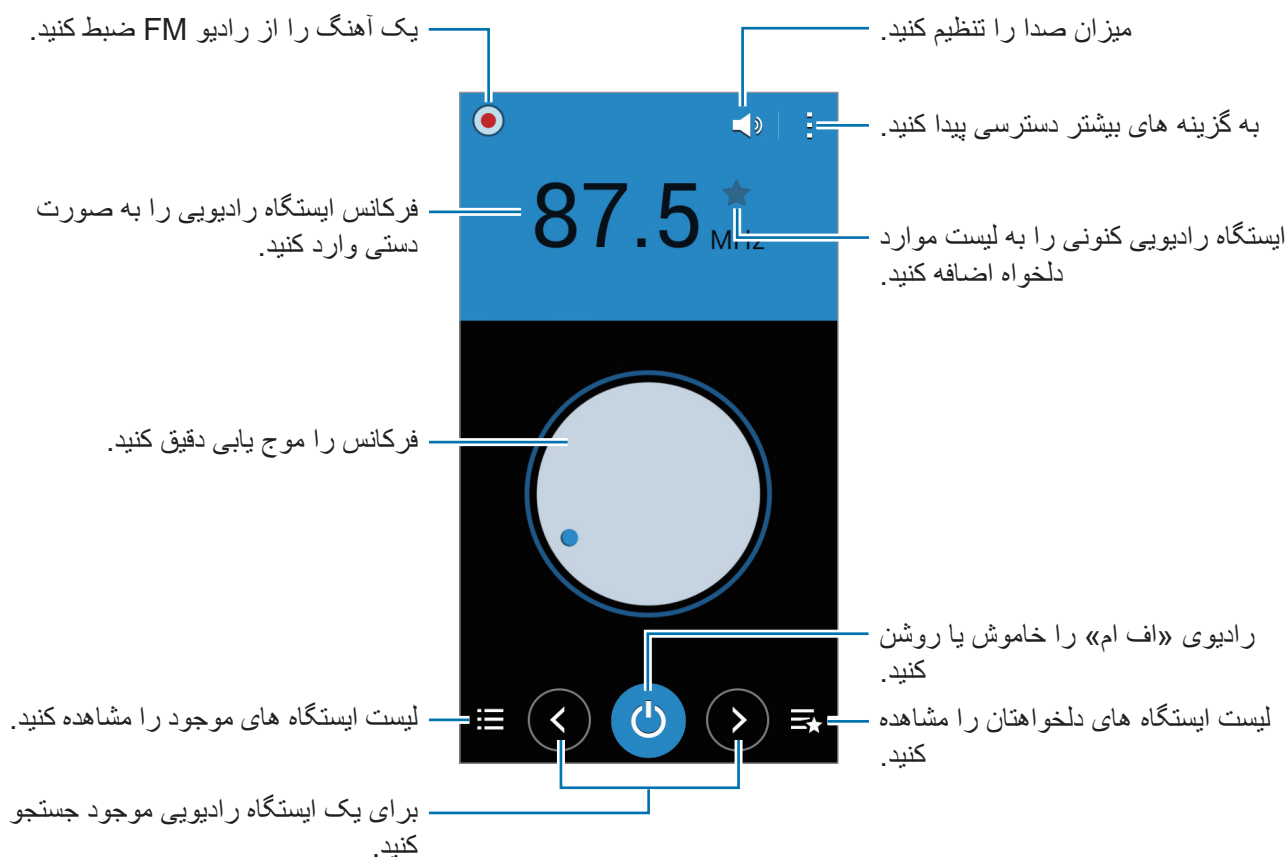 یک آهنگ را از رادیو FM ضبط کنید.
میزان صدا را تنظیم کنید.
به گزینه های بیشتر دسترسی پیدا کنید.
فرکانس ایستگاه رادیویی را به صورت
دستی وارد کنید.
87.5 MHz
ایستگاه رادیویی کنونی را به لیست موارد
دلخواه اضافه کنید.
فرکانس را موج یابی دقیق کنید.
رادیوی «اف ام» را خاموش یا روشن
کنید.
لیست ایستگاه های موجود را مشاهده کنید.
لیست ایستگاه های دلخواهتان را مشاهده
کنید.
برای یک ایستگاه رادیویی موجود جستجو
کنید.